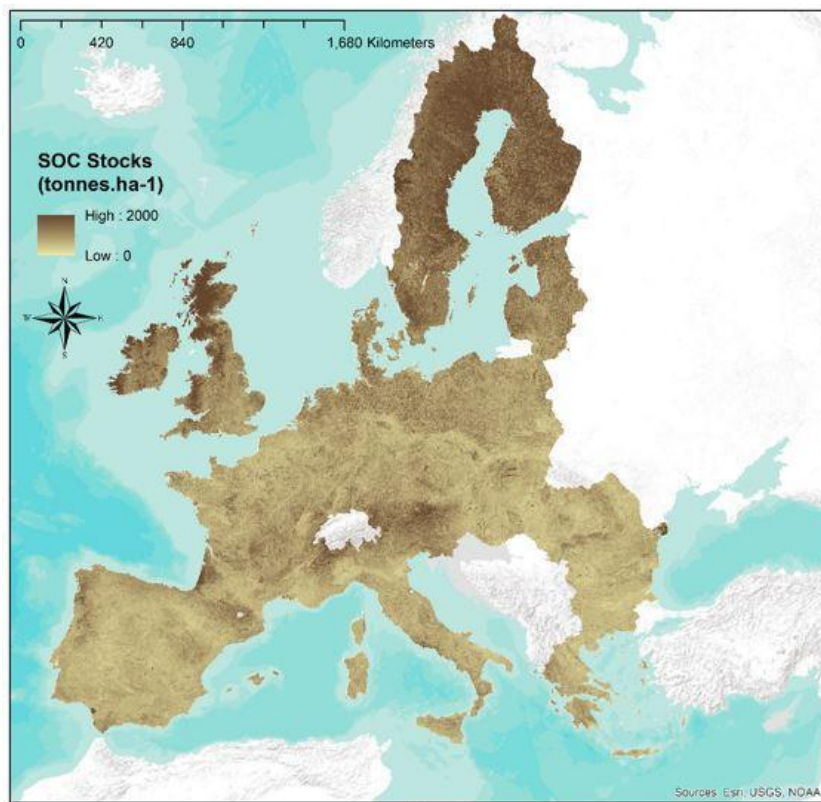 0 420 840 1,680 Kilometers
SOC Stocks
(tonnes.ha-1)
High : 2000
Low : 0
N
W E
S
Sources: Esri, USGS, NOAA